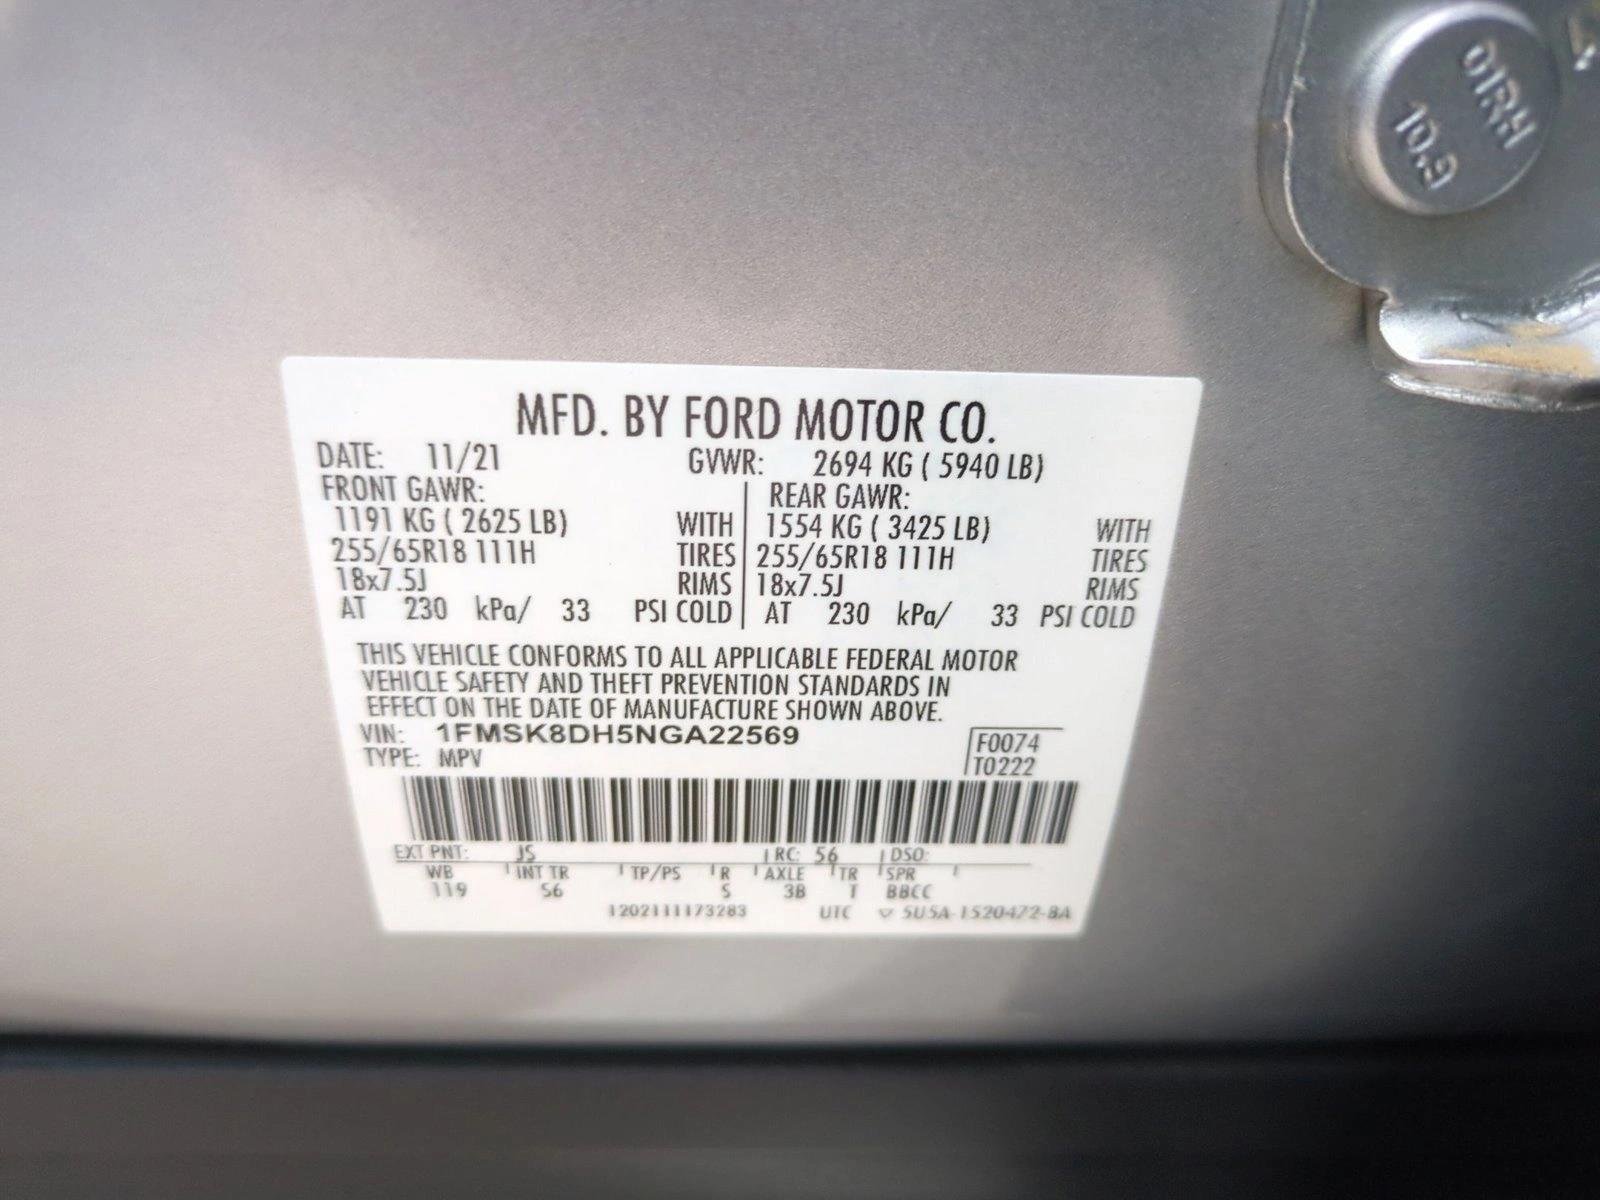 01RH
10.9
MFD. BY FORD MOTOR CO.
DATE: 11/21 GVWR: 2694 KG ( 5940 LB)
FRONT GAWR: REAR GAWR:
1191 KG ( 2625 LB) WITH 1554 KG ( 3425 LB) WITH
255/65R18 111H TIRES 255/65R18 111H TIRES
18x7.5J RIMS 18x7.5J RIMS
AT 230 kPa/ 33 PSI COLD AT 230 kPa/ 33 PSI COLD
THIS VEHICLE CONFORMS TO ALL APPLICABLE FEDERAL MOTOR
VEHICLE SAFETY AND THEFT PREVENTION STANDARDS IN
EFFECT ON THE DATE OF MANUFACTURE SHOWN ABOVE.
VIN: 1FMSK8DH5NGA22569 F0074
TYPE: MPV T0222
EXT PNT: JS RC: 56 DSO:
WB INT TR TP/PS R AXLE TR SPR
119 S6 S 3B T BBCC
1202111173283 UTC ▽ 5U5A-1520472-BA